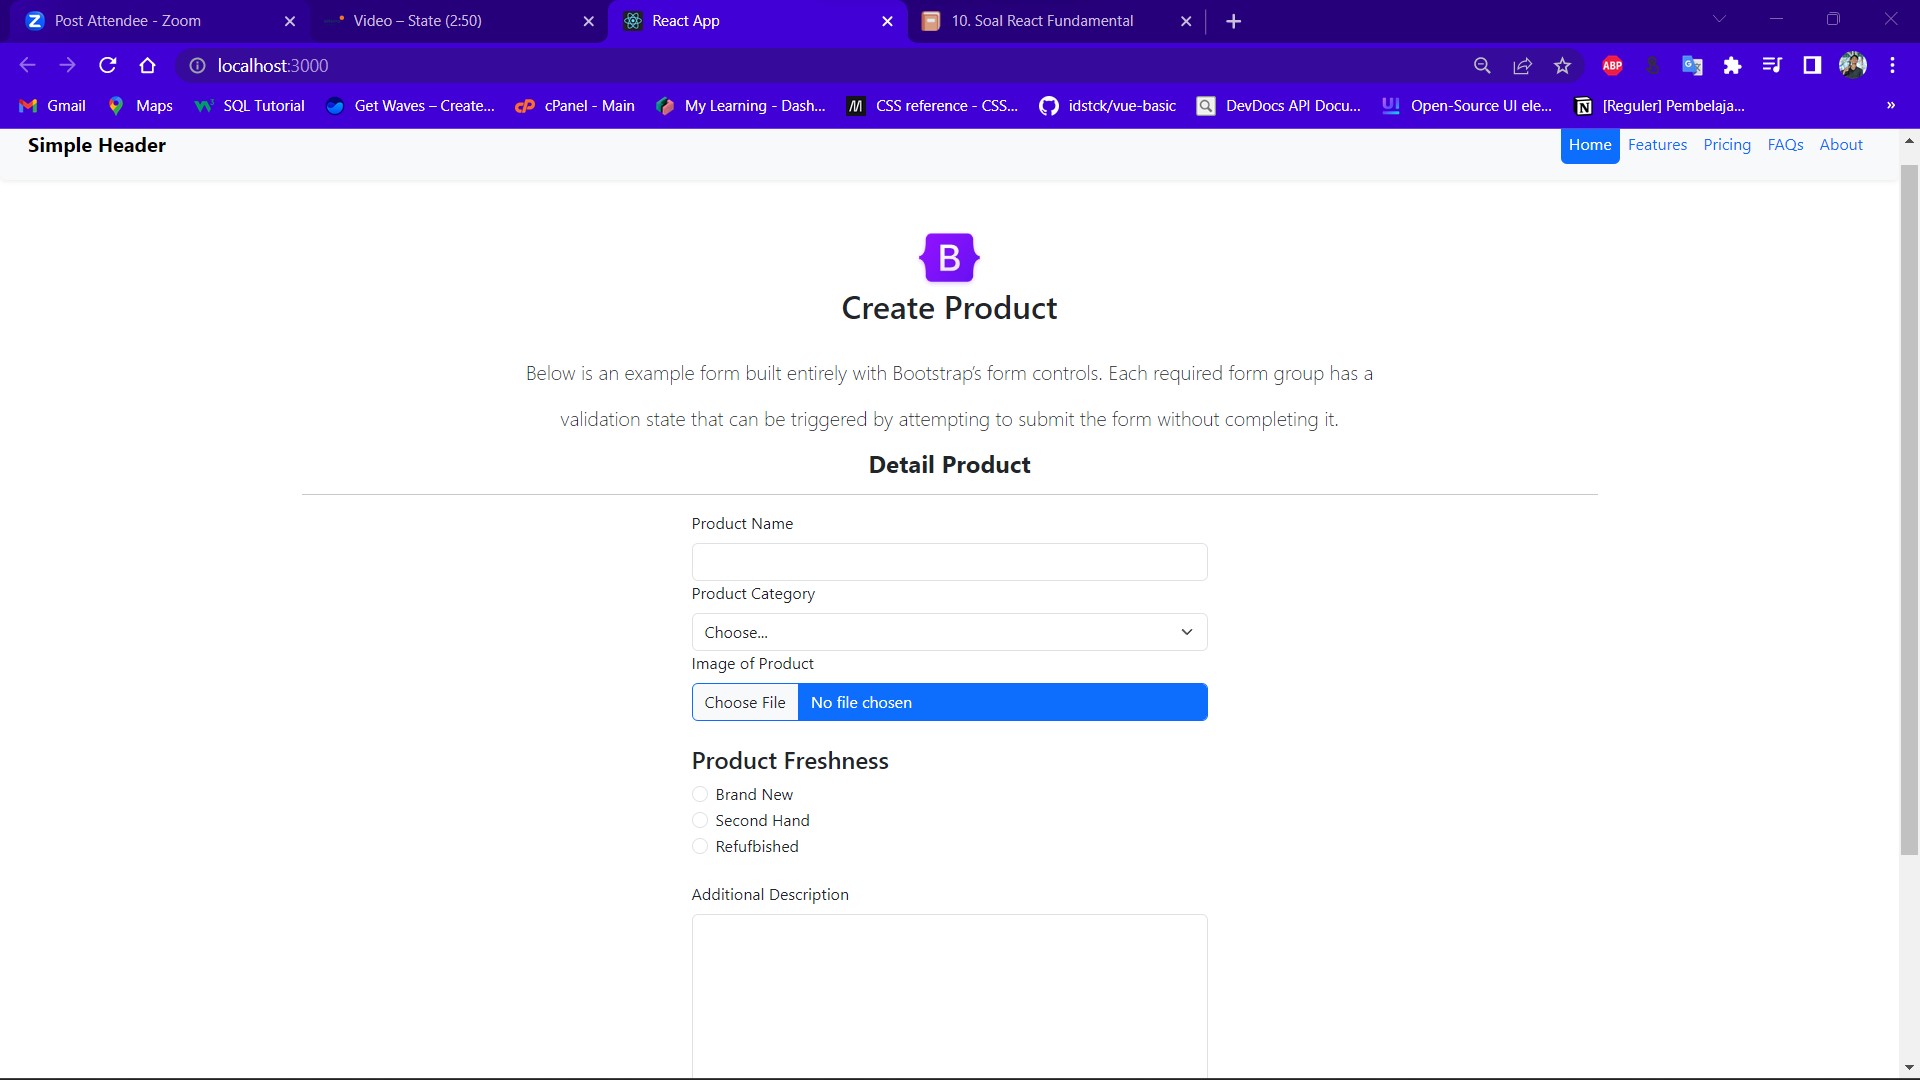 Post Attendee - Zoom
Video – State (2:50)
React App
10. Soal React Fundamental
localhost:3000
ABP
Gmail
Maps
SQL Tutorial
Get Waves – Create...
cPanel - Main
My Learning - Dash...
CSS reference - CSS...
idstck/vue-basic
DevDocs API Docu...
Open-Source UI ele...
[Reguler] Pembelaja...
»
Simple Header
Home
Features
Pricing
FAQs
About
B
Create Product
Below is an example form built entirely with Bootstrap's form controls. Each required form group has a
validation state that can be triggered by attempting to submit the form without completing it.
Detail Product
Product Name
Product Category
Choose...
Image of Product
Choose File
No file chosen
Product Freshness
Brand New
Second Hand
Refufbished
Additional Description